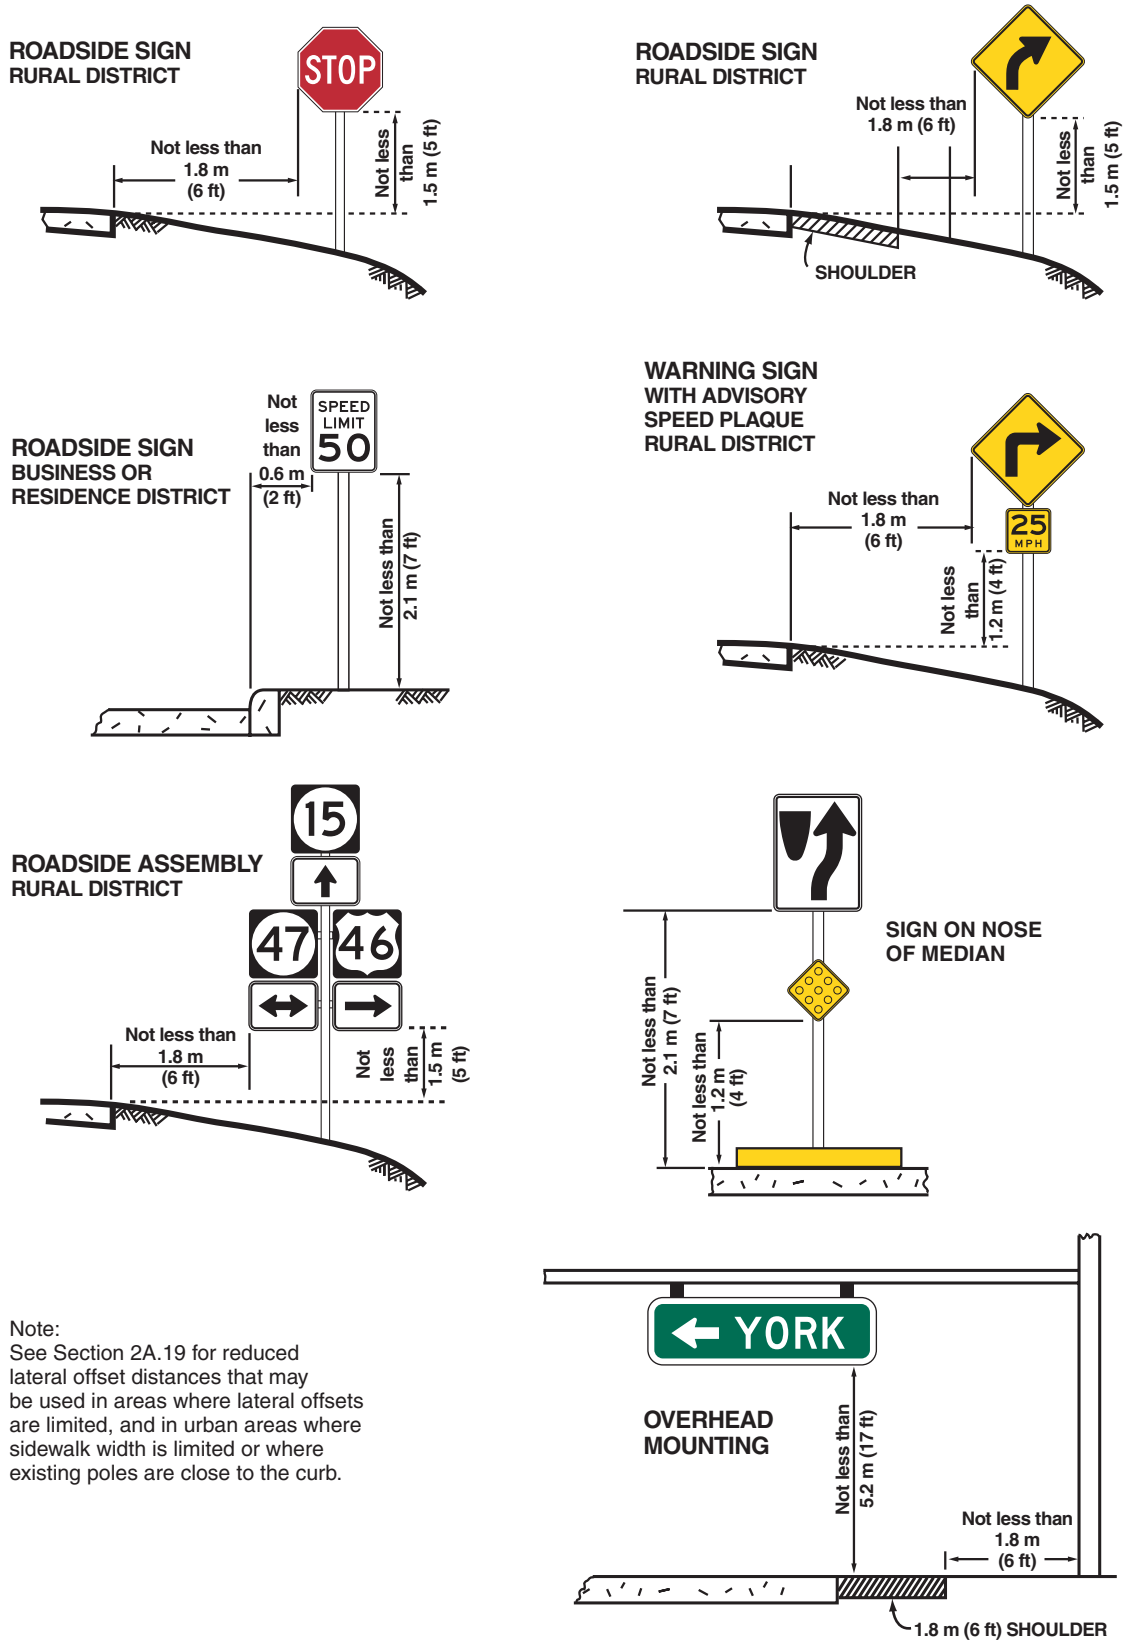 ROADSIDE SIGN
RURAL DISTRICT
STOP
Not less than
1.8 m
(6 ft)
Not less
than
1.5 m (5 ft)
ROADSIDE SIGN
RURAL DISTRICT
Not less than
1.8 m (6 ft)
Not less
than
1.5 m (5 ft)
SHOULDER
ROADSIDE SIGN
BUSINESS OR
RESIDENCE DISTRICT
Not
less
than
0.6 m
(2 ft)
SPEED
LIMIT
50
Not less than
2.1 m (7 ft)
WARNING SIGN
WITH ADVISORY
SPEED PLAQUE
RURAL DISTRICT
Not less than
1.8 m
(6 ft)
25
MPH
Not less
than
1.2 m (4 ft)
ROADSIDE ASSEMBLY
RURAL DISTRICT
15
47
46
Not less than
1.8 m
(6 ft)
Not
less
than
1.5 m
(5 ft)
SIGN ON NOSE
OF MEDIAN
Not less than
2.1 m (7 ft)
Not less than
1.2 m
(4 ft)
Note:
See Section 2A.19 for reduced
lateral offset distances that may
be used in areas where lateral offsets
are limited, and in urban areas where
sidewalk width is limited or where
existing poles are close to the curb.
YORK
OVERHEAD
MOUNTING
Not less than
5.2 m (17 ft)
Not less than
1.8 m
(6 ft)
1.8 m (6 ft) SHOULDER